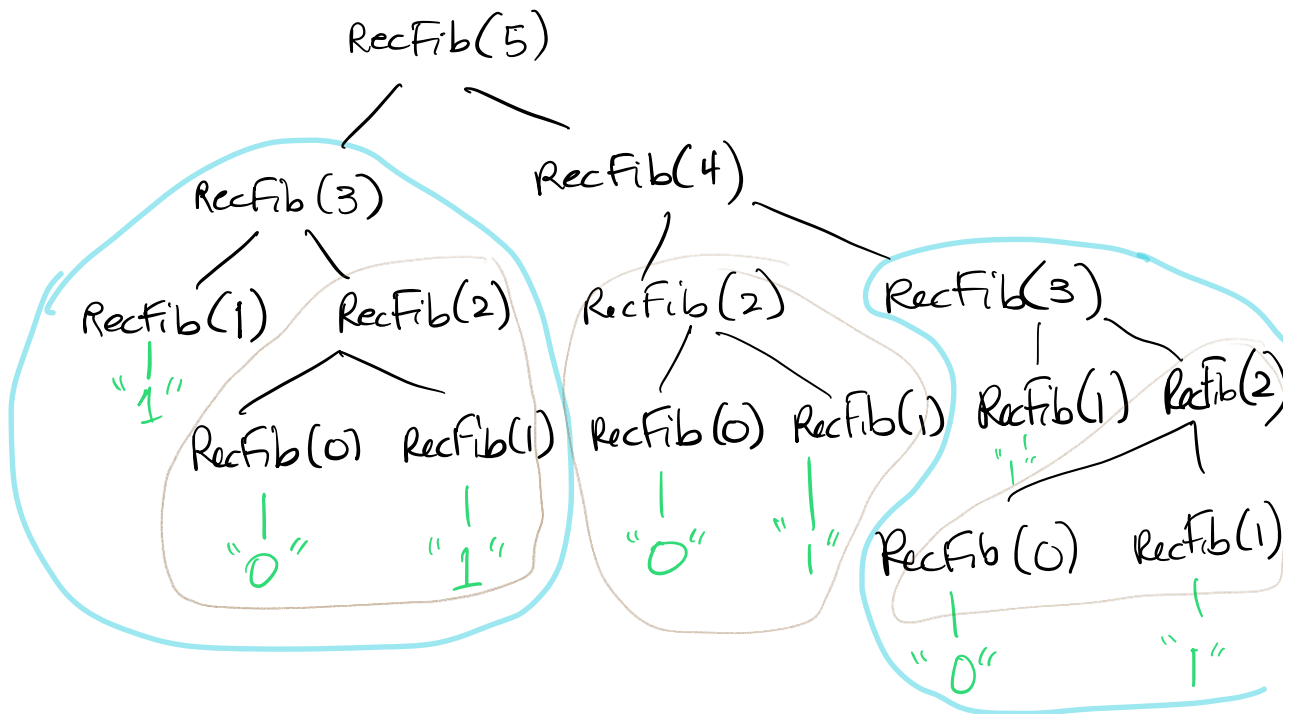 RecFib(5)
RecFib(3) RecFib(4)
RecFib(1) RecFib(2) RecFib(2) RecFib(3)
"1"
RecFib(0) RecFib(1) RecFib(0) RecFib(1) RecFib(1) RecFib(2)
"1"
"0" "1" "0" "1" RecFib(0) RecFib(1)
"0" "1"